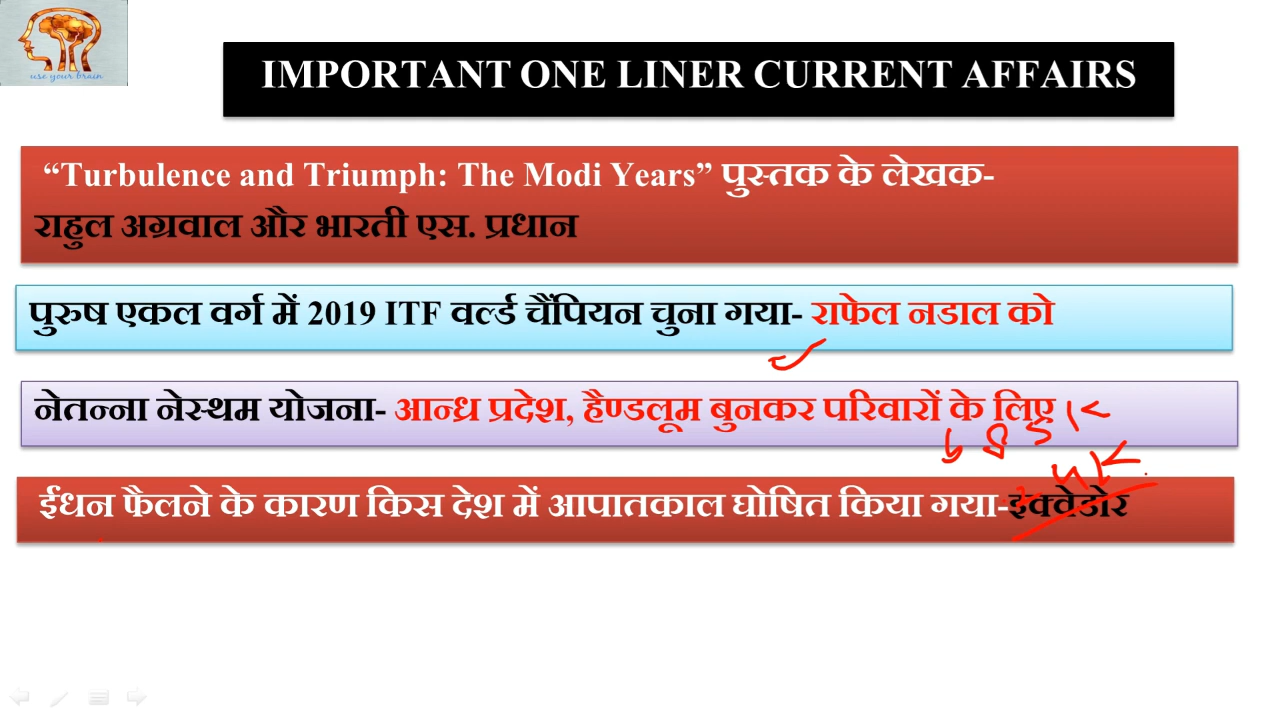 use your brain
IMPORTANT ONE LINER CURRENT AFFAIRS
“Turbulence and Triumph: The Modi Years” पुस्तक के लेखक-
राहुल अग्रवाल और भारती एस. प्रधान
पुरुष एकल वर्ग में 2019 ITF वर्ल्ड चैंपियन चुना गया- राफेल नडाल को
नेतन्ना नेस्थम योजना- आन्ध्र प्रदेश, हैण्डलूम बुनकर परिवारों के लिए
ईंधन फैलने के कारण किस देश में आपातकाल घोषित किया गया-इक्वेडोर